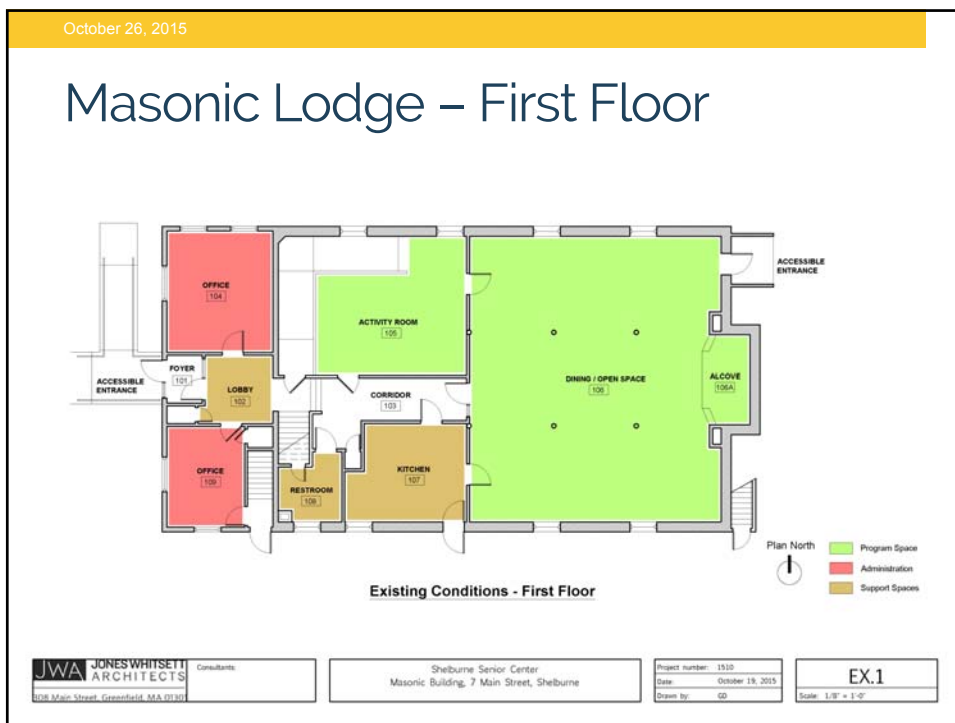 October 26, 2015
Masonic Lodge – First Floor
ACCESSIBLE
ENTRANCE
OFFICE
104
ACTIVITY ROOM
105
FOYER
101
ACCESSIBLE
ENTRANCE
LOBBY
102
CORRIDOR
103
DINING / OPEN SPACE
106
ALCOVE
106A
OFFICE
109
RESTROOM
108
KITCHEN
107
Plan North
Program Space
Administration
Support Spaces
Existing Conditions - First Floor
JWA JONES WHITSETT
ARCHITECTS
308 Main Street, Greenfield, MA 01301
Consultants:
Shelburne Senior Center
Masonic Building, 7 Main Street, Shelburne
Project number: 1510
Date: October 19, 2015
Drawn by: GD
EX.1
Scale: 1/8" = 1'-0"